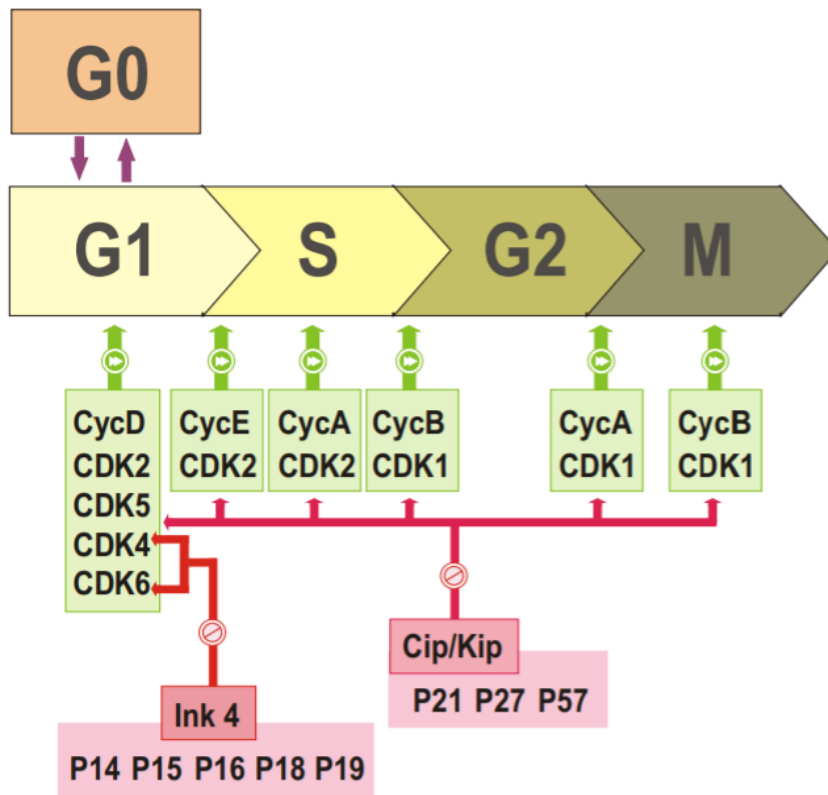 G0
G1 S G2 M
CycD
CDK2
CDK5
CDK4
CDK6
CycE
CDK2
CycA
CDK2
CycB
CDK1
CycA
CDK1
CycB
CDK1
Cip/Kip
P21 P27 P57
Ink 4
P14 P15 P16 P18 P19